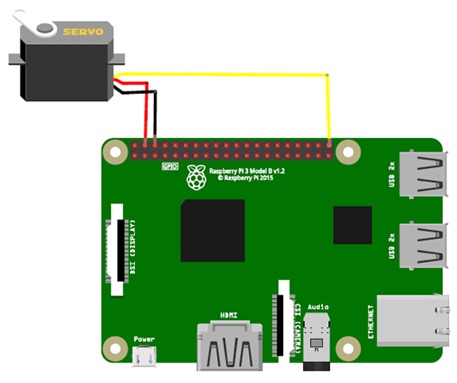 SERVO
GPIO
Raspberry Pi 3 Model B v1.2
© Raspberry Pi 2015
USB 2x
DSI (DISPLAY)
USB 2x
HDMI
CSI (CAMERA)
Audio
ETHERNET
Power